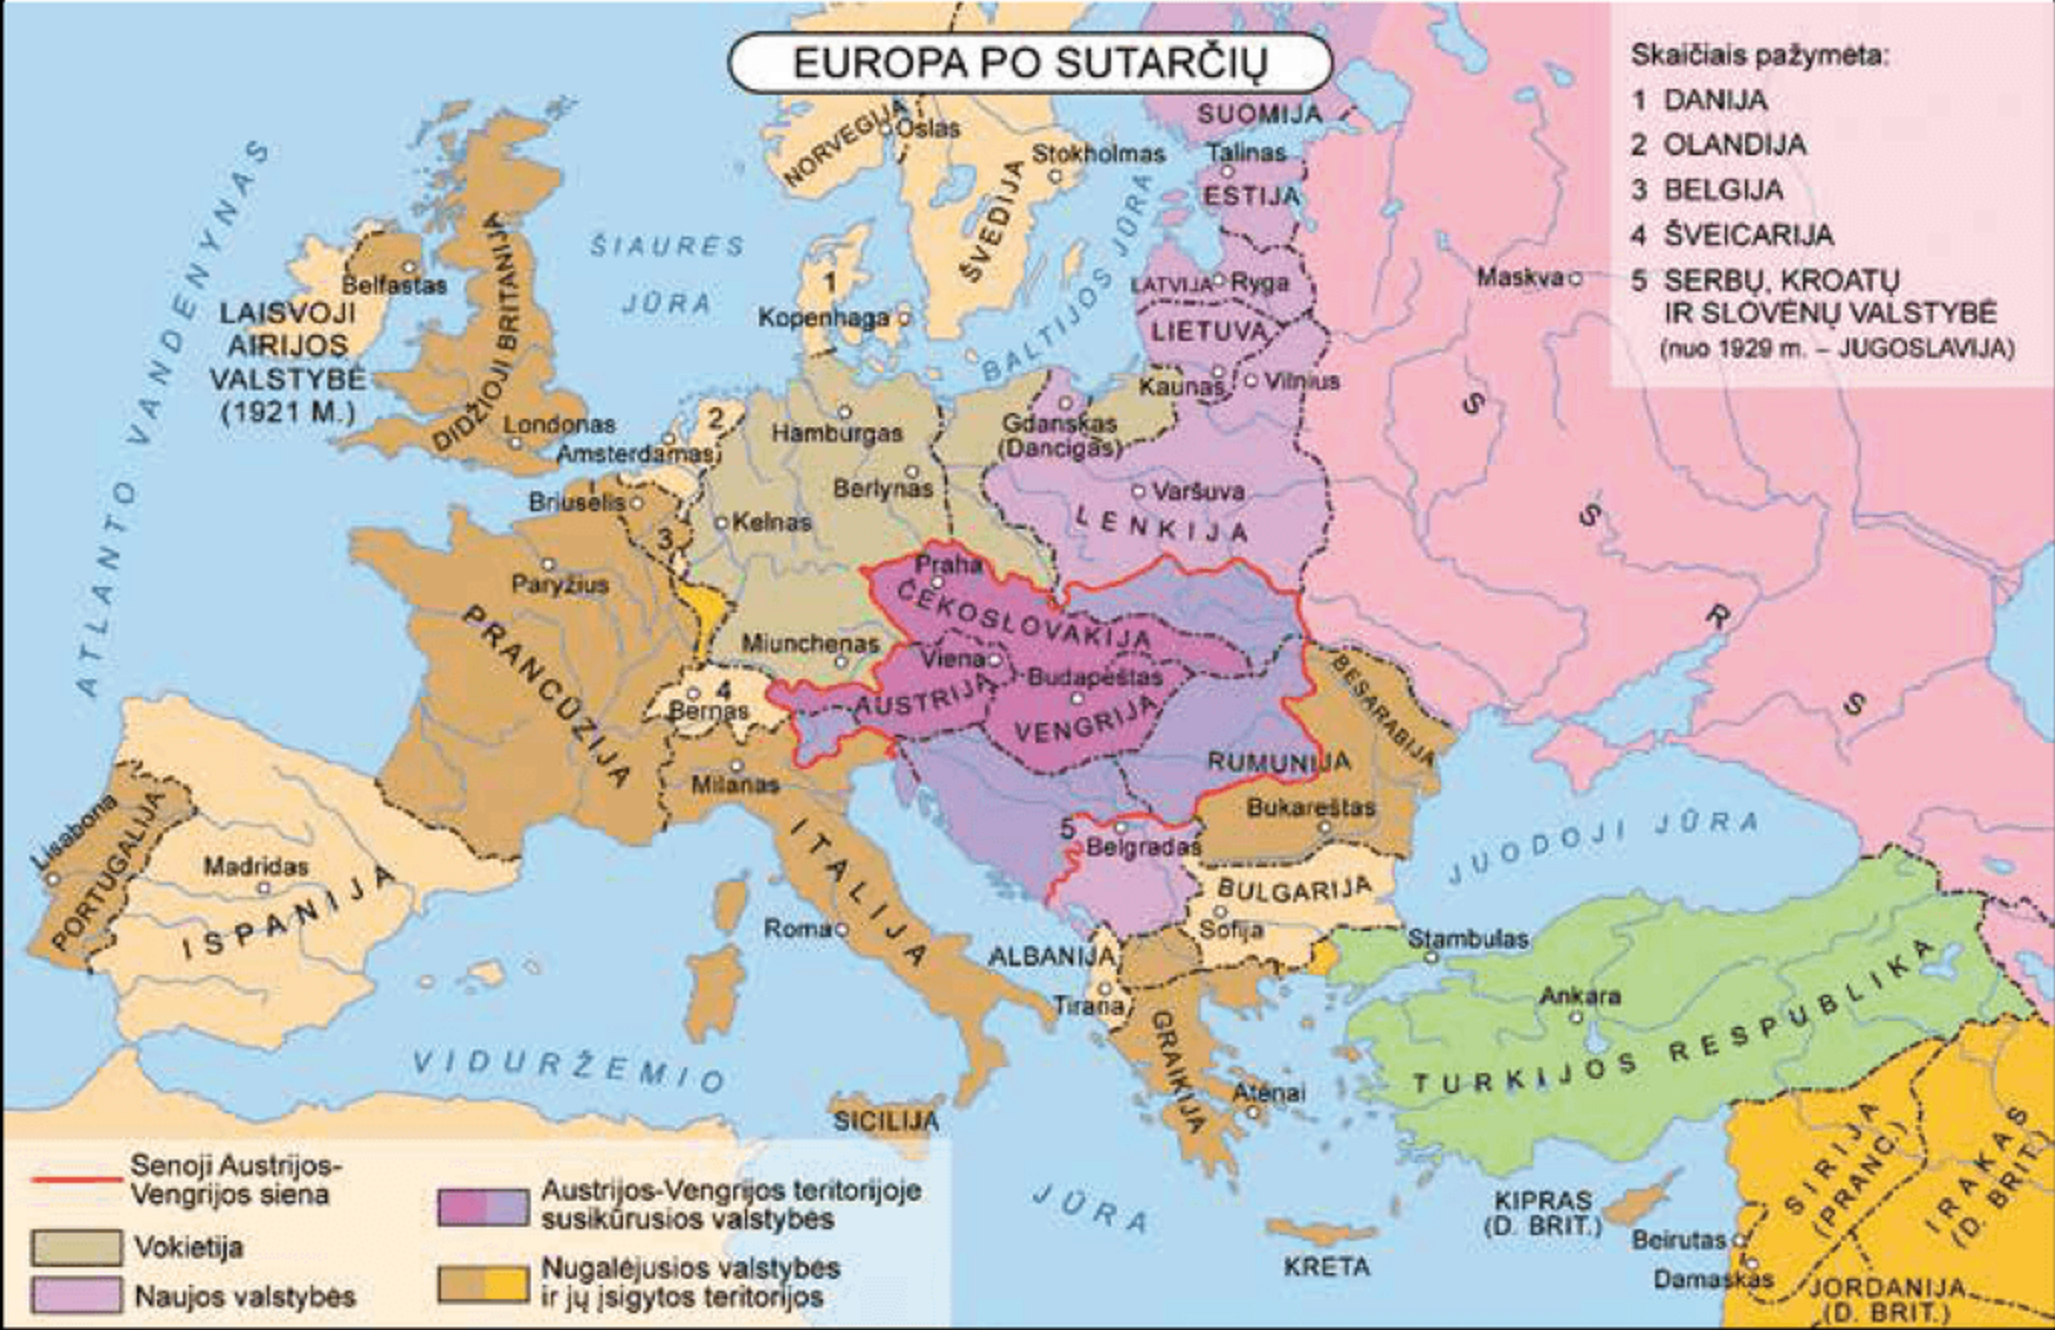 EUROPA PO SUTARČIŲ
Skaičiais pažymėta:
1 DANIJA
2 OLANDIJA
3 BELGIJA
4 ŠVEICARIJA
5 SERBŲ, KROATŲ
IR SLOVĖNŲ VALSTYBĖ
(nuo 1929 m. – JUGOSLAVIJA)
SUOMIJA
NORVEGIJA
Oslas
Stokholmas
ŠVEDIJA
Talinas
ESTIJA
ATLANTO VANDENYNAS
ŠIAURĖS
JŪRA
BALTIJOS JŪRA
Belfastas
LAISVOJI
AIRIJOS
VALSTYBĖ
(1921 M.)
DIDŽIOJI BRITANIJA
Londonas
1
Kopenhaga
LATVIJA
Ryga
LIETUVA
Kaunas
Vilnius
Maskva
S S R S
2
Amsterdamas
Hamburgas
Berlynas
Gdanskas
(Dancigas)
Varšuva
LENKIJA
Briuselis
3
Kelnas
Paryžius
PRANCŪZIJA
Praha
ČEKOSLOVAKIJA
Miunchenas
Viena
AUSTRIJA
Budapeštas
VENGRIJA
4
Bernas
BESARABIJA
RUMUNIJA
Bukareštas
Milanas
ITALIJA
Roma
5
Belgradas
BULGARIJA
Sofija
JUODOJI JŪRA
Lisabona
PORTUGALIJA
Madridas
ISPANIJA
ALBANIJA
Tirana
GRAIKIJA
Atėnai
Stambulas
Ankara
TURKIJOS RESPUBLIKA
VIDURŽEMIO
JŪRA
SICILIJA
KRETA
KIPRAS
(D. BRIT.)
Beirutas
Damaskas
SIRIJA
(PRANC.)
IRAKAS
(D. BRIT.)
JORDANIJA
(D. BRIT.)
Senoji Austrijos-
Vengrijos siena
Vokietija
Naujos valstybės
Austrijos-Vengrijos teritorijoje
susikūrusios valstybės
Nugalėjusios valstybės
ir jų įsigytos teritorijos